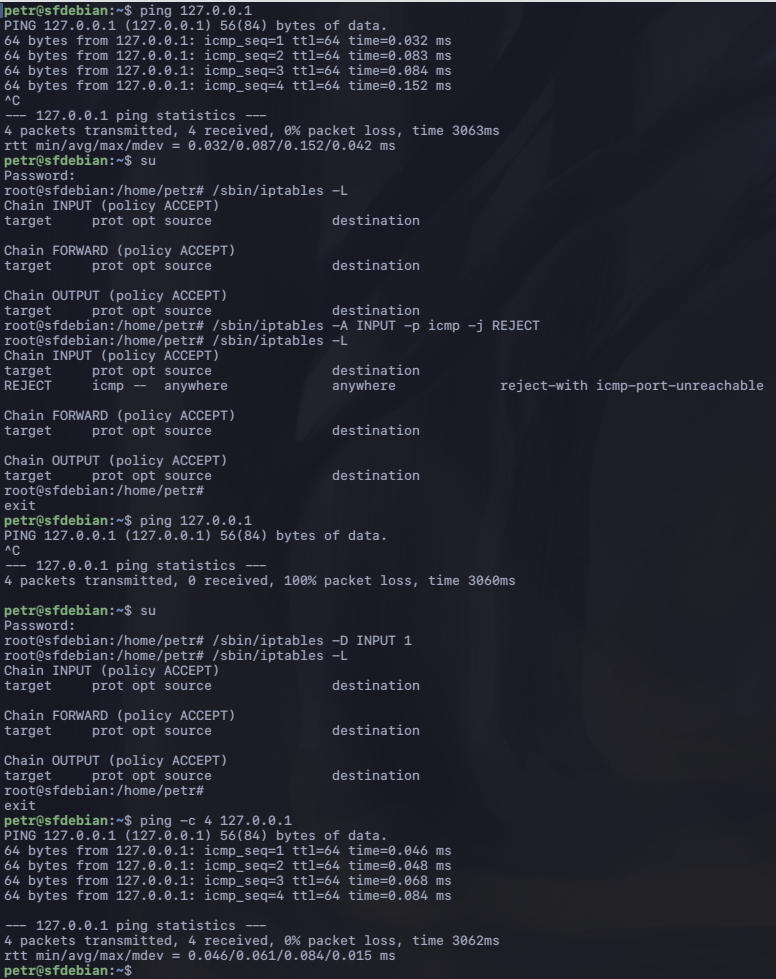 petr@sfdebian:~$ ping 127.0.0.1
PING 127.0.0.1 (127.0.0.1) 56(84) bytes of data.
64 bytes from 127.0.0.1: icmp_seq=1 ttl=64 time=0.032 ms
64 bytes from 127.0.0.1: icmp_seq=2 ttl=64 time=0.083 ms
64 bytes from 127.0.0.1: icmp_seq=3 ttl=64 time=0.084 ms
64 bytes from 127.0.0.1: icmp_seq=4 ttl=64 time=0.152 ms
^C
--- 127.0.0.1 ping statistics ---
4 packets transmitted, 4 received, 0% packet loss, time 3063ms
rtt min/avg/max/mdev = 0.032/0.087/0.152/0.042 ms
petr@sfdebian:~$ su
Password:
root@sfdebian:/home/petr# /sbin/iptables -L
Chain INPUT (policy ACCEPT)
target     prot opt source               destination

Chain FORWARD (policy ACCEPT)
target     prot opt source               destination

Chain OUTPUT (policy ACCEPT)
target     prot opt source               destination
root@sfdebian:/home/petr# /sbin/iptables -A INPUT -p icmp -j REJECT
root@sfdebian:/home/petr# /sbin/iptables -L
Chain INPUT (policy ACCEPT)
target     prot opt source               destination
REJECT     icmp --  anywhere             anywhere             reject-with icmp-port-unreachable

Chain FORWARD (policy ACCEPT)
target     prot opt source               destination

Chain OUTPUT (policy ACCEPT)
target     prot opt source               destination
root@sfdebian:/home/petr#
exit
petr@sfdebian:~$ ping 127.0.0.1
PING 127.0.0.1 (127.0.0.1) 56(84) bytes of data.
^C
--- 127.0.0.1 ping statistics ---
4 packets transmitted, 0 received, 100% packet loss, time 3060ms

petr@sfdebian:~$ su
Password:
root@sfdebian:/home/petr# /sbin/iptables -D INPUT 1
root@sfdebian:/home/petr# /sbin/iptables -L
Chain INPUT (policy ACCEPT)
target     prot opt source               destination

Chain FORWARD (policy ACCEPT)
target     prot opt source               destination

Chain OUTPUT (policy ACCEPT)
target     prot opt source               destination
root@sfdebian:/home/petr#
exit
petr@sfdebian:~$ ping -c 4 127.0.0.1
PING 127.0.0.1 (127.0.0.1) 56(84) bytes of data.
64 bytes from 127.0.0.1: icmp_seq=1 ttl=64 time=0.046 ms
64 bytes from 127.0.0.1: icmp_seq=2 ttl=64 time=0.048 ms
64 bytes from 127.0.0.1: icmp_seq=3 ttl=64 time=0.068 ms
64 bytes from 127.0.0.1: icmp_seq=4 ttl=64 time=0.084 ms

--- 127.0.0.1 ping statistics ---
4 packets transmitted, 4 received, 0% packet loss, time 3062ms
rtt min/avg/max/mdev = 0.046/0.061/0.084/0.015 ms
petr@sfdebian:~$